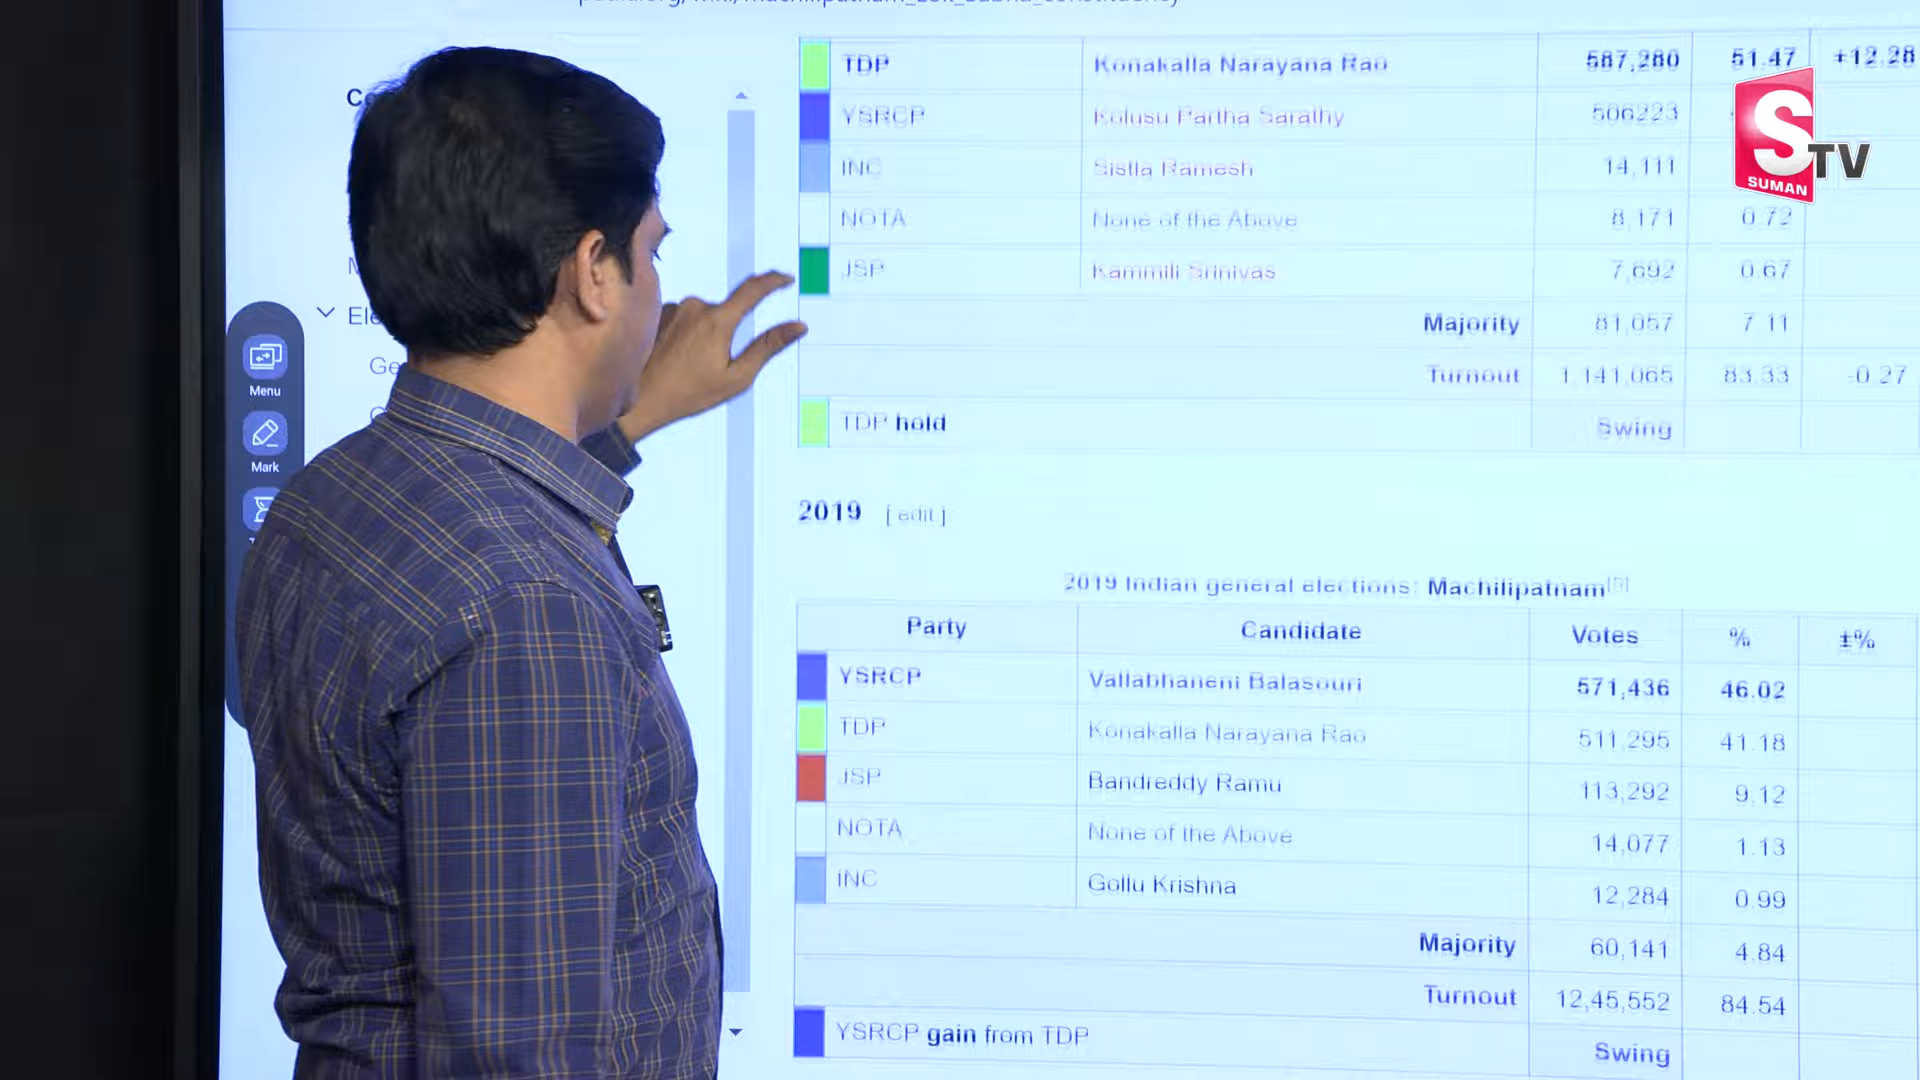 TDP Konakalla Narayana Rao 587,280 51.47 +12.28
YSRCP Kolusu Partha Sarathy 506223
INC Sistla Ramesh 14,111
NOTA None of the Above 8,171 0.72
JSP Kammili Srinivas 7,692 0.67
Majority 81,057 7.11
Turnout 1,141,065 83.33 -0.27
TDP hold Swing
S TV
SUMAN
Menu
Mark
2019 [ edit ]
2019 Indian general elections: Machilipatnam
Party Candidate Votes % ±%
YSRCP Vallabhaneni Balasouri 571,436 46.02
TDP Konakalla Narayana Rao 511,295 41.18
JSP Bandreddy Ramu 113,292 9.12
NOTA None of the Above 14,077 1.13
INC Gollu Krishna 12,284 0.99
Majority 60,141 4.84
Turnout 12,45,552 84.54
YSRCP gain from TDP Swing